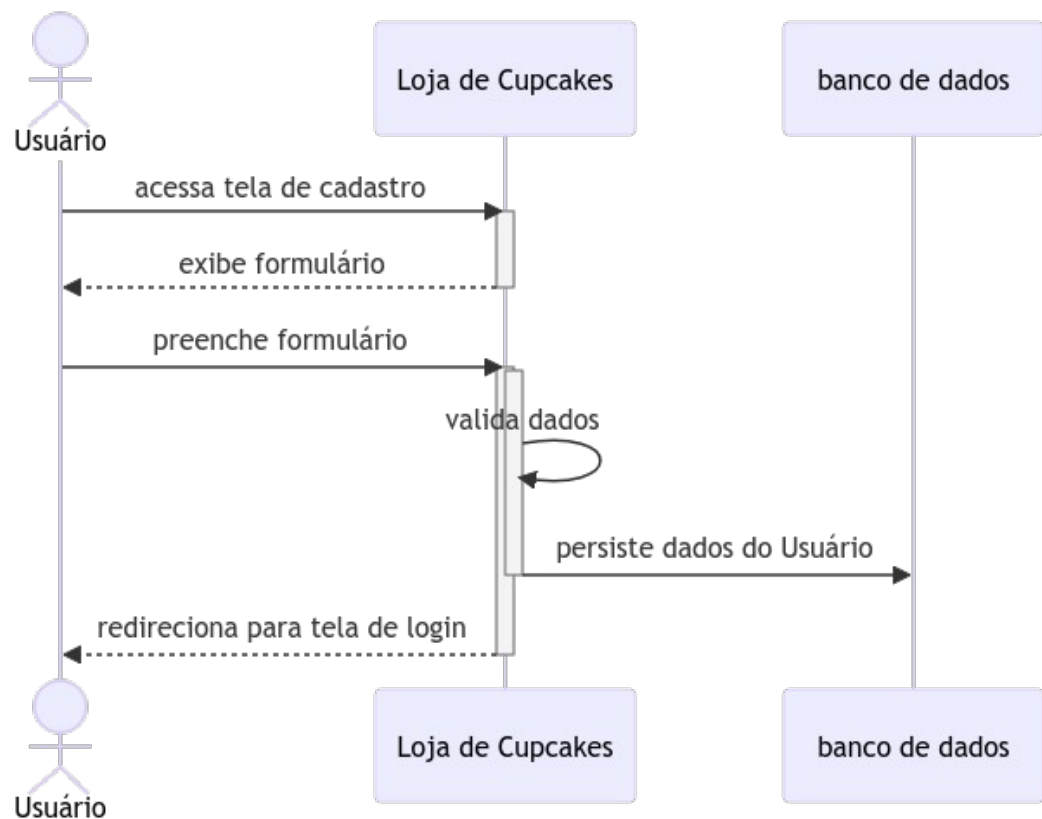 Usuário
Loja de Cupcakes
banco de dados
acessa tela de cadastro
exibe formulário
preenche formulário
valida dados
persiste dados do Usuário
redireciona para tela de login
Usuário
Loja de Cupcakes
banco de dados